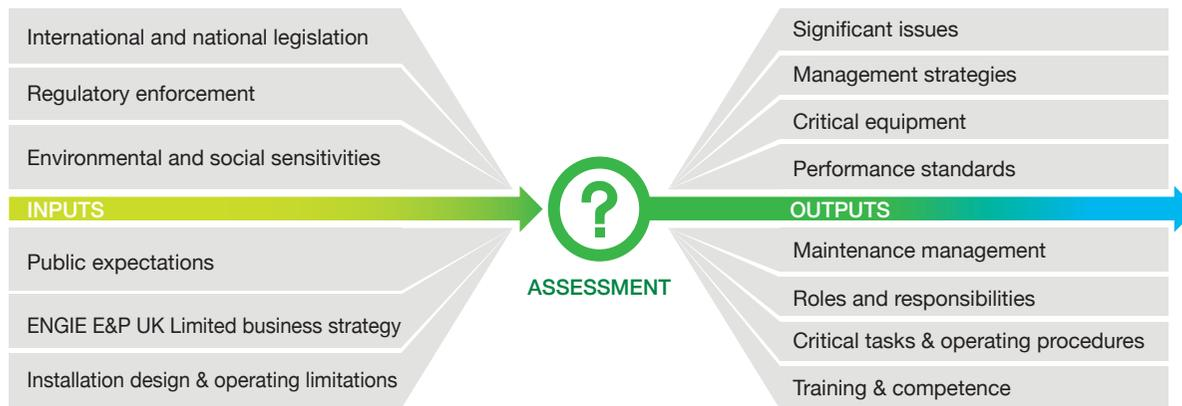 International and national legislation
Regulatory enforcement
Environmental and social sensitivities
INPUTS
Public expectations
ENGIE E&P UK Limited business strategy
Installation design & operating limitations
?
ASSESSMENT
Significant issues
Management strategies
Critical equipment
Performance standards
OUTPUTS
Maintenance management
Roles and responsibilities
Critical tasks & operating procedures
Training & competence